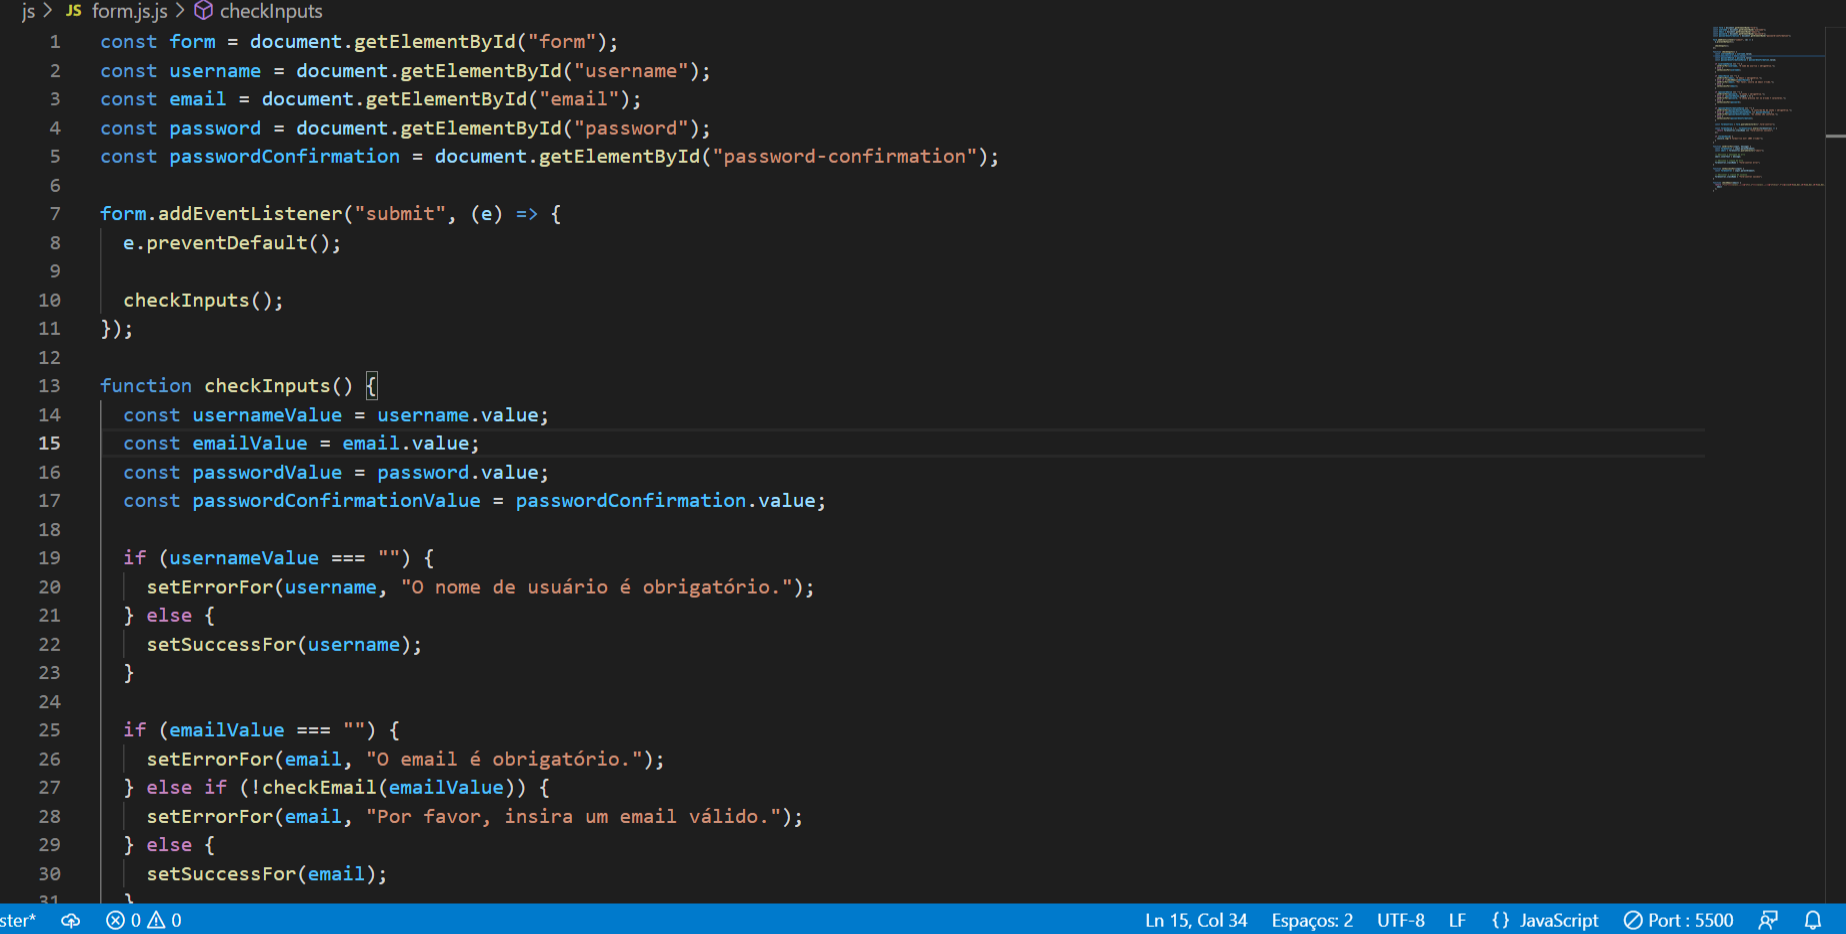 js > JS form.js.js > checkInputs
1 const form = document.getElementById("form");
2 const username = document.getElementById("username");
3 const email = document.getElementById("email");
4 const password = document.getElementById("password");
5 const passwordConfirmation = document.getElementById("password-confirmation");
6
7 form.addEventListener("submit", (e) => {
8 e.preventDefault();
9
10 checkInputs();
11 });
12
13 function checkInputs() {
14 const usernameValue = username.value;
15 const emailValue = email.value;
16 const passwordValue = password.value;
17 const passwordConfirmationValue = passwordConfirmation.value;
18
19 if (usernameValue === "") {
20 setErrorFor(username, "O nome de usuário é obrigatório.");
21 } else {
22 setSuccessFor(username);
23 }
24
25 if (emailValue === "") {
26 setErrorFor(email, "O email é obrigatório.");
27 } else if (!checkEmail(emailValue)) {
28 setErrorFor(email, "Por favor, insira um email válido.");
29 } else {
30 setSuccessFor(email);
31 }
ster* 0 0 Ln 15, Col 34 Espaços: 2 UTF-8 LF {} JavaScript Port : 5500